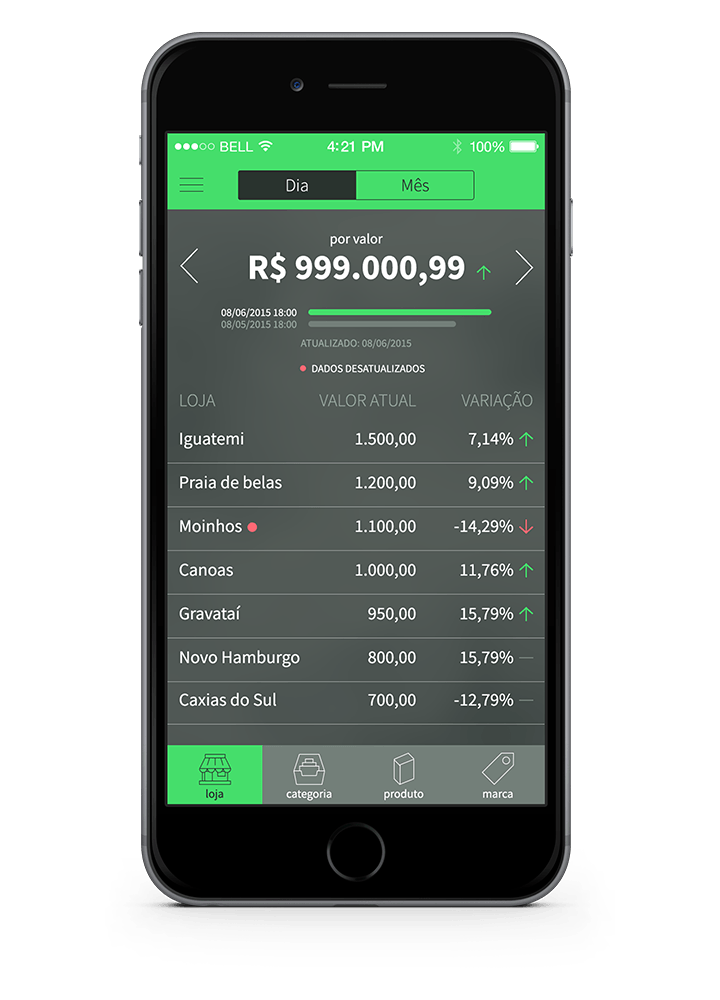 BELL 4:21 PM 100%
Dia Mês
por valor
R$ 999.000,99
08/06/2015 18:00
08/05/2015 18:00
ATUALIZADO: 08/06/2015
DADOS DESATUALIZADOS
LOJA VALOR ATUAL VARIAÇÃO
Iguatemi 1.500,00 7,14%
Praia de belas 1.200,00 9,09%
Moinhos 1.100,00 -14,29%
Canoas 1.000,00 11,76%
Gravataí 950,00 15,79%
Novo Hamburgo 800,00 15,79%
Caxias do Sul 700,00 -12,79%
loja categoria produto marca